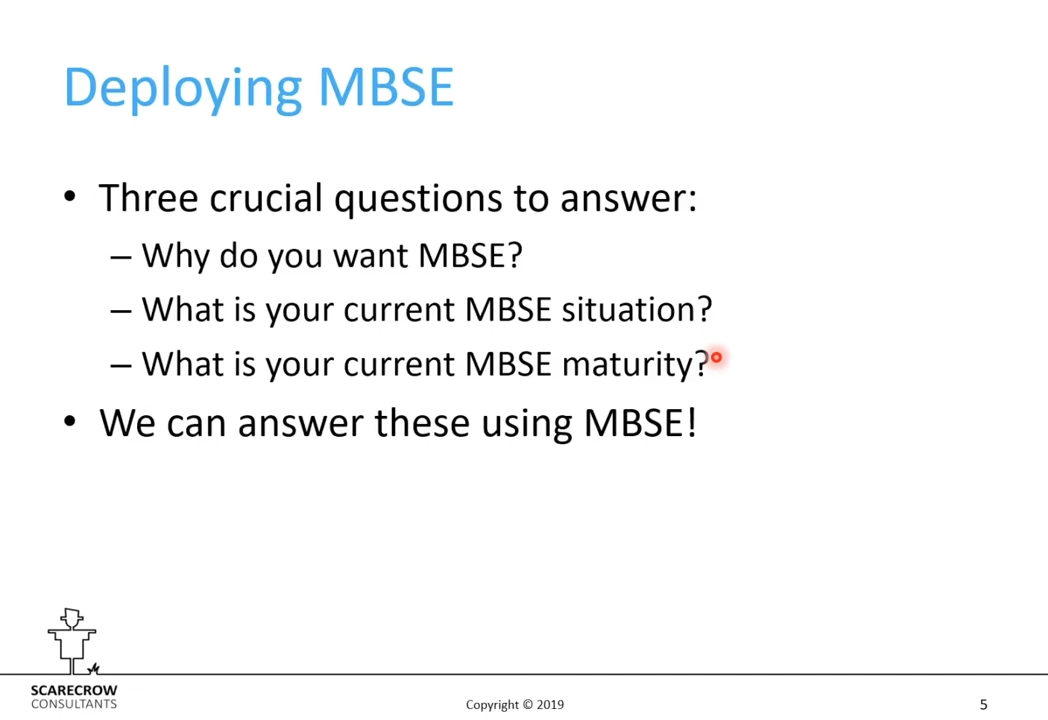 Deploying MBSE
• Three crucial questions to answer:
– Why do you want MBSE?
– What is your current MBSE situation?
– What is your current MBSE maturity?
• We can answer these using MBSE!
SCARECROW
CONSULTANTS
Copyright © 2019
5